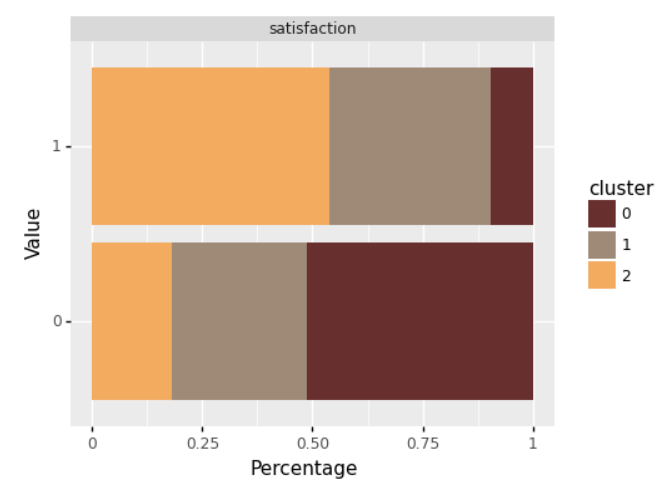 satisfaction
1
0
Value
0
0.25
0.50
0.75
1
Percentage
cluster
0
1
2